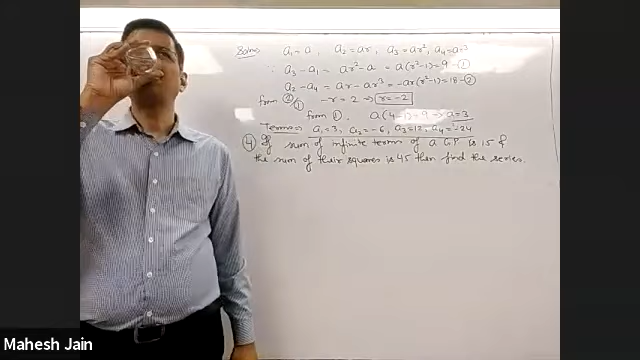 Soln: a₁ = a, a₂ = ar, a₃ = ar², a₄ = ar³
∴ a₃ - a₁ = ar² - a = a(r²-1) = 9 - ①
a₂ - a₄ = ar - ar³ = -ar(r²-1) = 18 - ②
from ②/① -r = 2 ⇒ r = -2
from ①. a(4-1) = 9 ⇒ a = 3
Terms: a₁ = 3, a₂ = -6, a₃ = 12, a₄ = -24
④ If sum of infinite terms of a G.P is 15 &
the sum of their squares is 45 then find the series.
Mahesh Jain